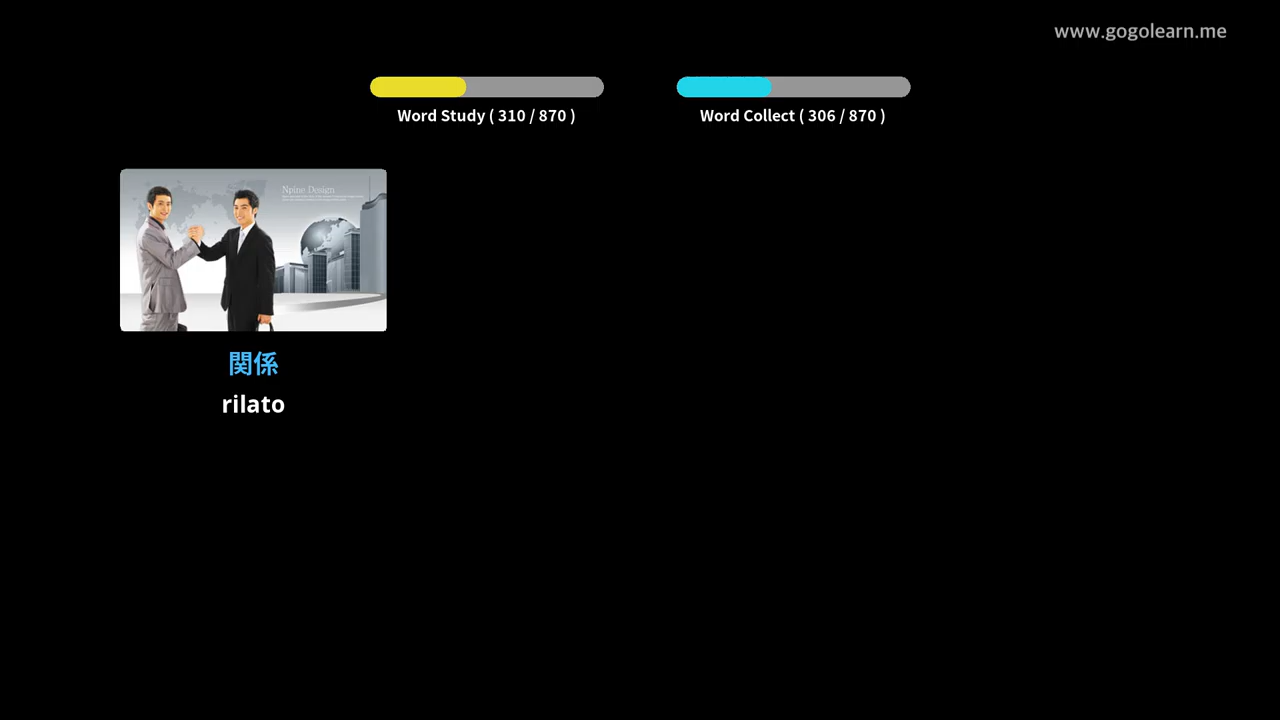 www.gogolearn.me
Word Study ( 310 / 870 )
Word Collect ( 306 / 870 )
Npine Design
関係
rilato